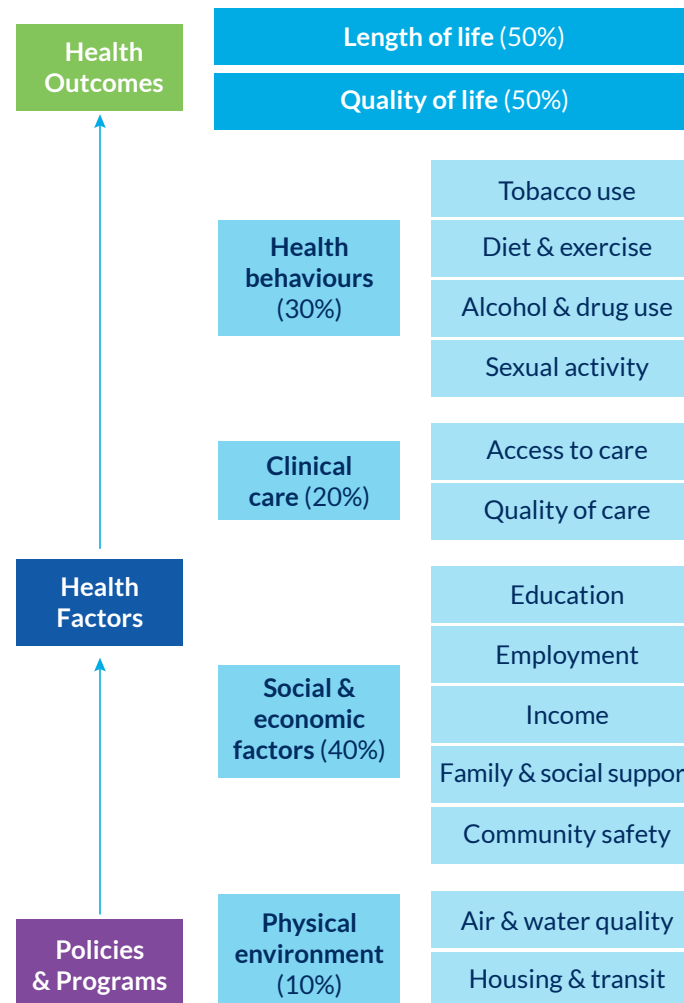 Health
Outcomes
Length of life (50%)
Quality of life (50%)
Health
behaviours
(30%)
Tobacco use
Diet & exercise
Alcohol & drug use
Sexual activity
Clinical
care (20%)
Access to care
Quality of care
Health
Factors
Social &
economic
factors (40%)
Education
Employment
Income
Family & social suppor
Community safety
Policies
& Programs
Physical
environment
(10%)
Air & water quality
Housing & transit